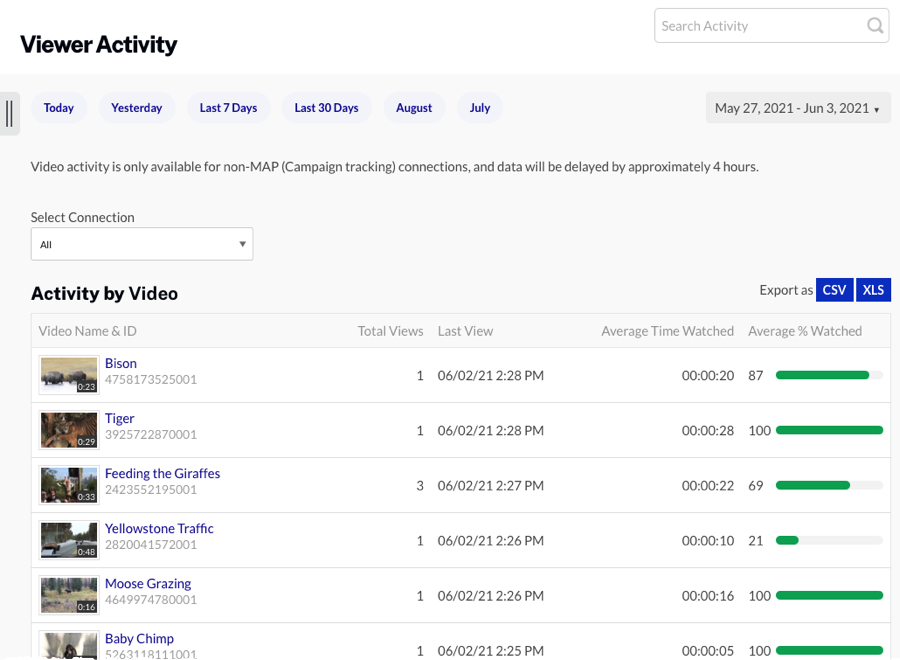 Search Activity
Viewer Activity
Today Yesterday Last 7 Days Last 30 Days August July May 27, 2021 - Jun 3, 2021
Video activity is only available for non-MAP (Campaign tracking) connections, and data will be delayed by approximately 4 hours.
Select Connection
All
Activity by Video
Export as CSV XLS
Video Name & ID Total Views Last View Average Time Watched Average % Watched
Bison
4758173525001
0:23
1 06/02/21 2:28 PM 00:00:20 87
Tiger
3925722870001
0:29
1 06/02/21 2:28 PM 00:00:28 100
Feeding the Giraffes
2423552195001
0:33
3 06/02/21 2:27 PM 00:00:22 69
Yellowstone Traffic
2820041572001
0:48
1 06/02/21 2:26 PM 00:00:10 21
Moose Grazing
4649974780001
0:16
1 06/02/21 2:26 PM 00:00:16 100
Baby Chimp
5263118111001
1 06/02/21 2:25 PM 00:00:05 100